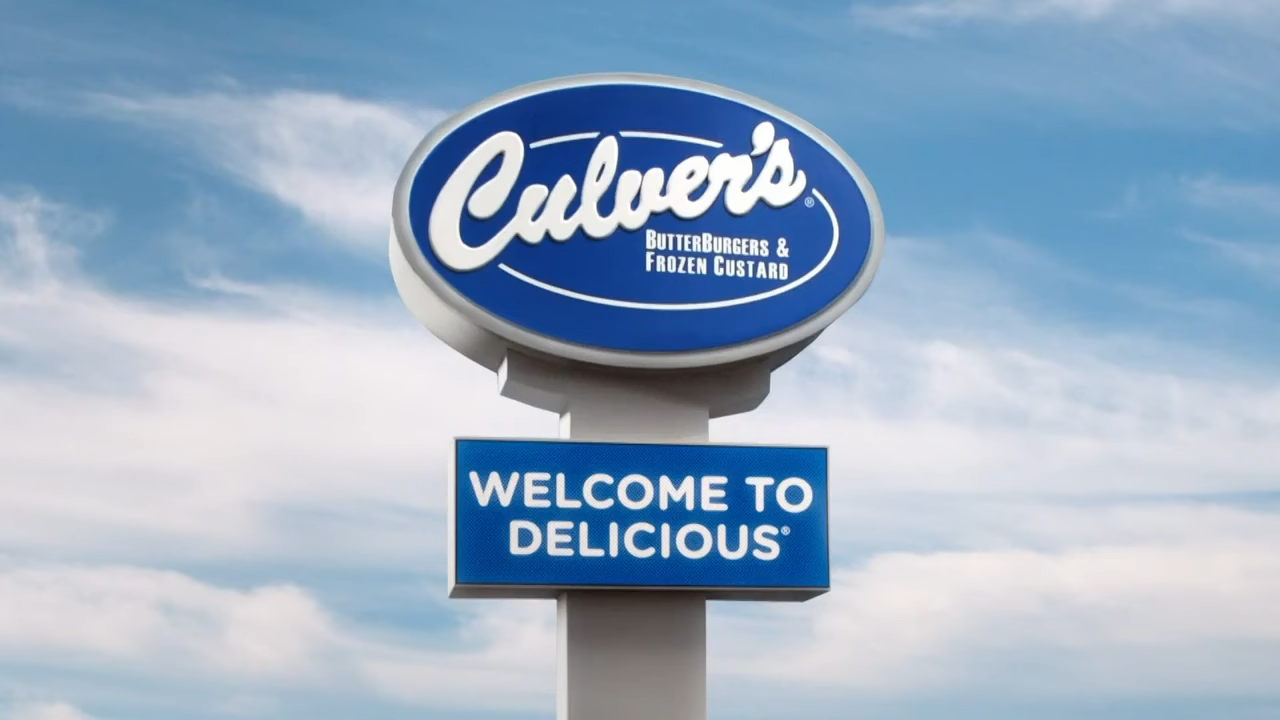 Culver's®
ButterBurgers &
Frozen Custard
WELCOME TO
DELICIOUS®